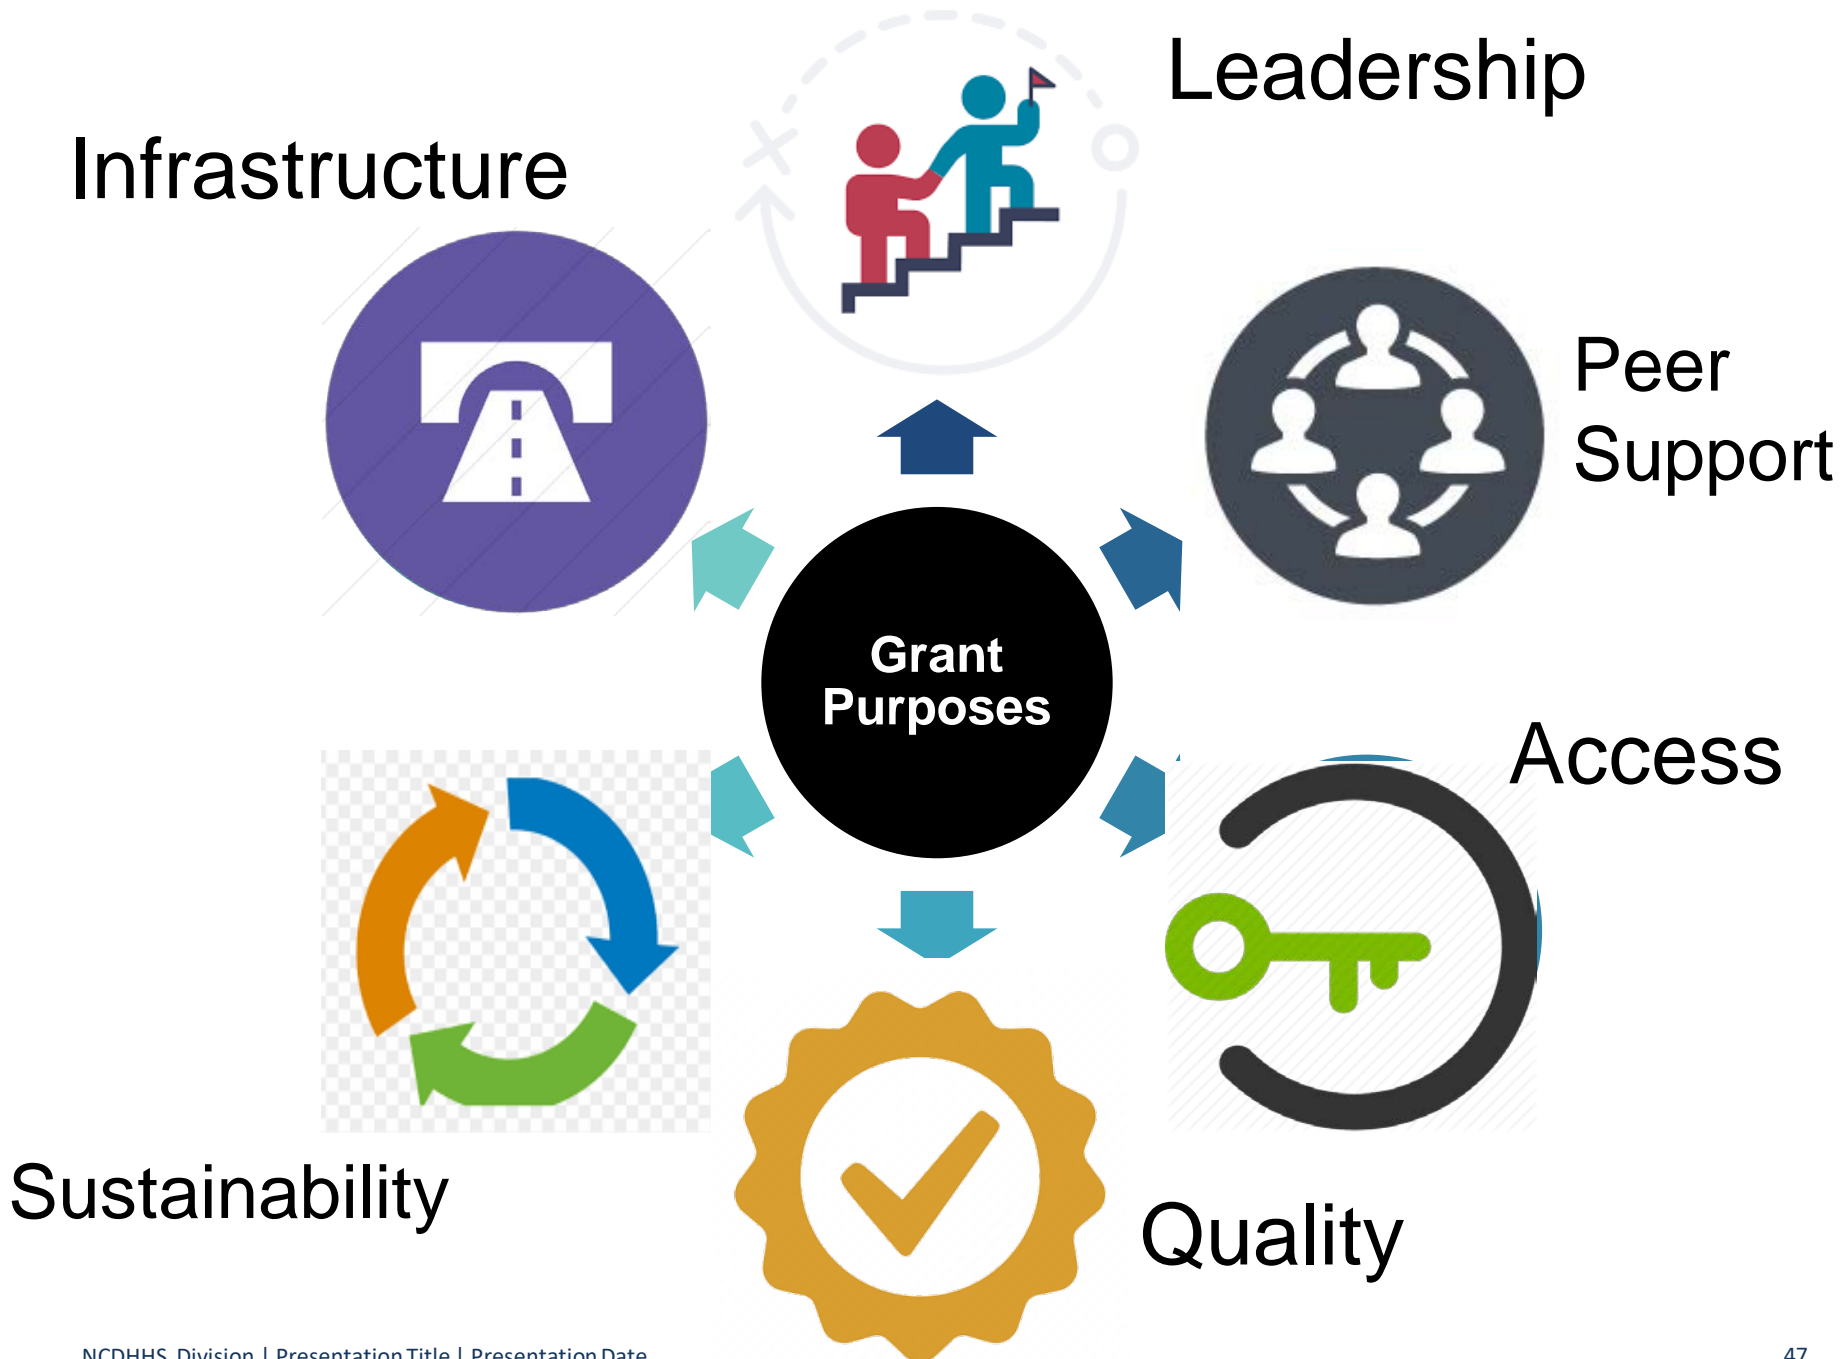 Leadership
Infrastructure
Peer
Support
Grant
Purposes
Access
Sustainability
Quality
NCDHHS, Division | Presentation Title | Presentation Date
47